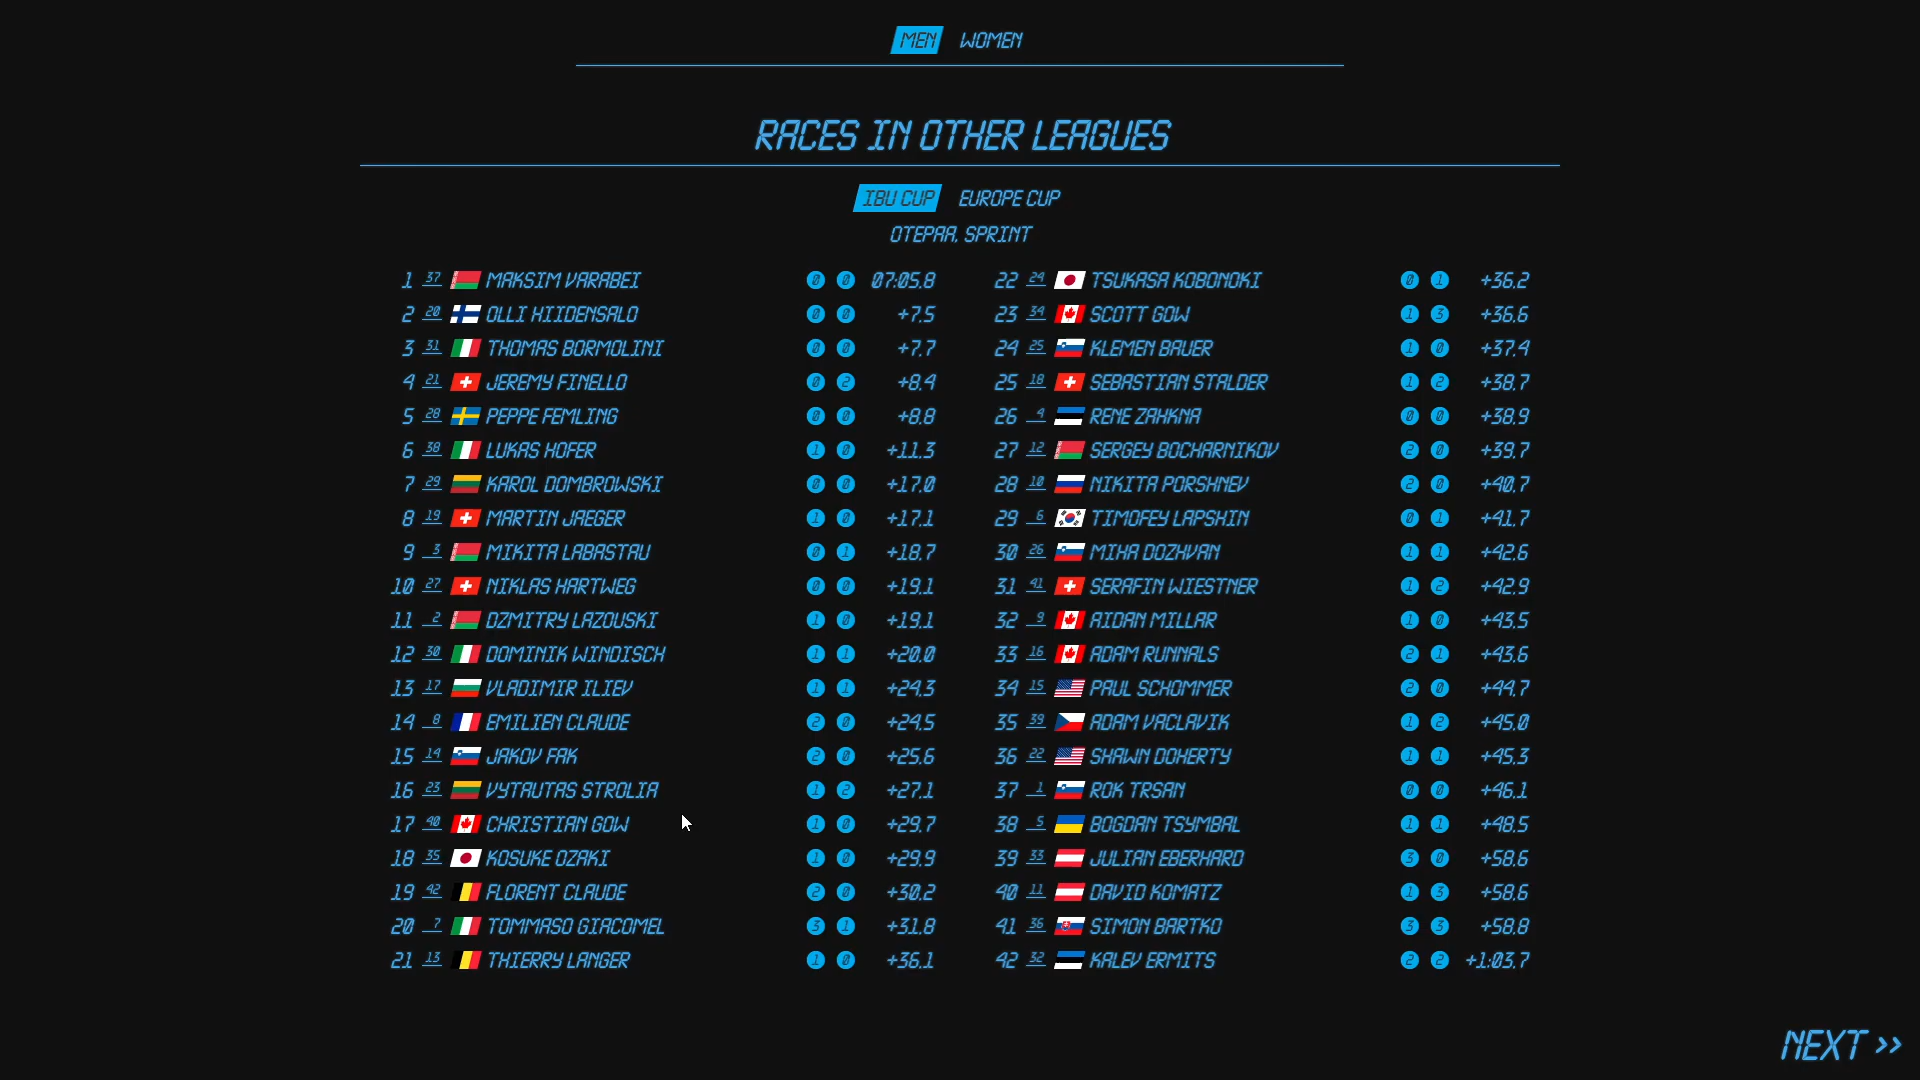 MEN WOMEN
RACES IN OTHER LEAGUES
IBU CUP EUROPE CUP
OTEPAA, SPRINT
1 37 MAKSIM VARABEI 0 0 07:05.8
2 20 OLLI HIIDENSALO 0 0 +7.5
3 31 THOMAS BORMOLINI 0 0 +7.7
4 21 JEREMY FINELLO 0 2 +8.4
5 28 PEPPE FEMLING 0 0 +8.8
6 38 LUKAS HOFER 1 0 +11.3
7 29 KAROL DOMBROWSKI 0 0 +17.0
8 19 MARTIN JAEGER 1 0 +17.1
9 3 MIKITA LABASTAU 0 1 +18.7
10 27 NIKLAS HARTWEG 0 0 +19.1
11 2 DZMITRY LAZOUSKI 1 0 +19.1
12 30 DOMINIK WINDISCH 1 1 +20.0
13 17 VLADIMIR ILIEV 1 1 +24.3
14 8 EMILIEN CLAUDE 2 0 +24.5
15 14 JAKOV FAK 2 0 +25.6
16 23 VYTAUTAS STROLIA 1 2 +27.1
17 40 CHRISTIAN GOW 1 0 +29.7
18 35 KOSUKE OZAKI 1 0 +29.9
19 42 FLORENT CLAUDE 2 0 +30.2
20 7 TOMMASO GIACOMEL 3 1 +31.8
21 13 THIERRY LANGER 1 0 +36.1
22 24 TSUKASA KOBONOKI 0 1 +36.2
23 34 SCOTT GOW 1 3 +36.6
24 25 KLEMEN BAUER 1 0 +37.4
25 18 SEBASTIAN STALDER 1 2 +38.7
26 4 RENE ZAHKNA 0 0 +38.9
27 12 SERGEY BOCHARNIKOV 2 0 +39.7
28 10 NIKITA PORSHNEV 2 0 +40.7
29 6 TIMOFEY LAPSHIN 0 1 +41.7
30 26 MIHA DOZHVAN 1 1 +42.6
31 41 SERAFIN WIESTNER 1 2 +42.9
32 9 AIDAN MILLAR 1 0 +43.5
33 16 ADAM RUNNALS 2 1 +43.6
34 15 PAUL SCHOMMER 2 0 +44.7
35 39 ADAM VACLAVIK 1 2 +45.0
36 22 SHAWN DOHERTY 1 1 +45.3
37 1 ROK TRSAN 0 0 +46.1
38 5 BOGDAN TSYMBAL 1 1 +48.5
39 33 JULIAN EBERHARD 3 0 +58.6
40 11 DAVID KOMATZ 1 3 +58.6
41 36 SIMON BARTKO 3 3 +58.8
42 32 KALEV ERMITS 2 2 +1:03.7
NEXT >>